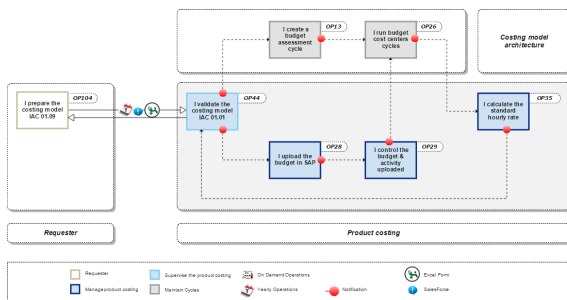 OP13
I create a
budget
assessment
cycle
OP26
I run budget
cost centers
cycles
Costing model
architecture
OP104
I prepare the
costing model
IAC 01.09
OP44
I validate the
costing model
IAC 01.01
OP35
I calculate the
standard
hourly rate
OP28
I upload the
budget in SAP
OP29
I control the
budget &
activity
uploaded
Requester
Product costing
Requester
Supervise the product costing
On Demand Operations
Excel Form
Manage product costing
Maintain Cycles
Yearly Operations
Notification
SalesForce